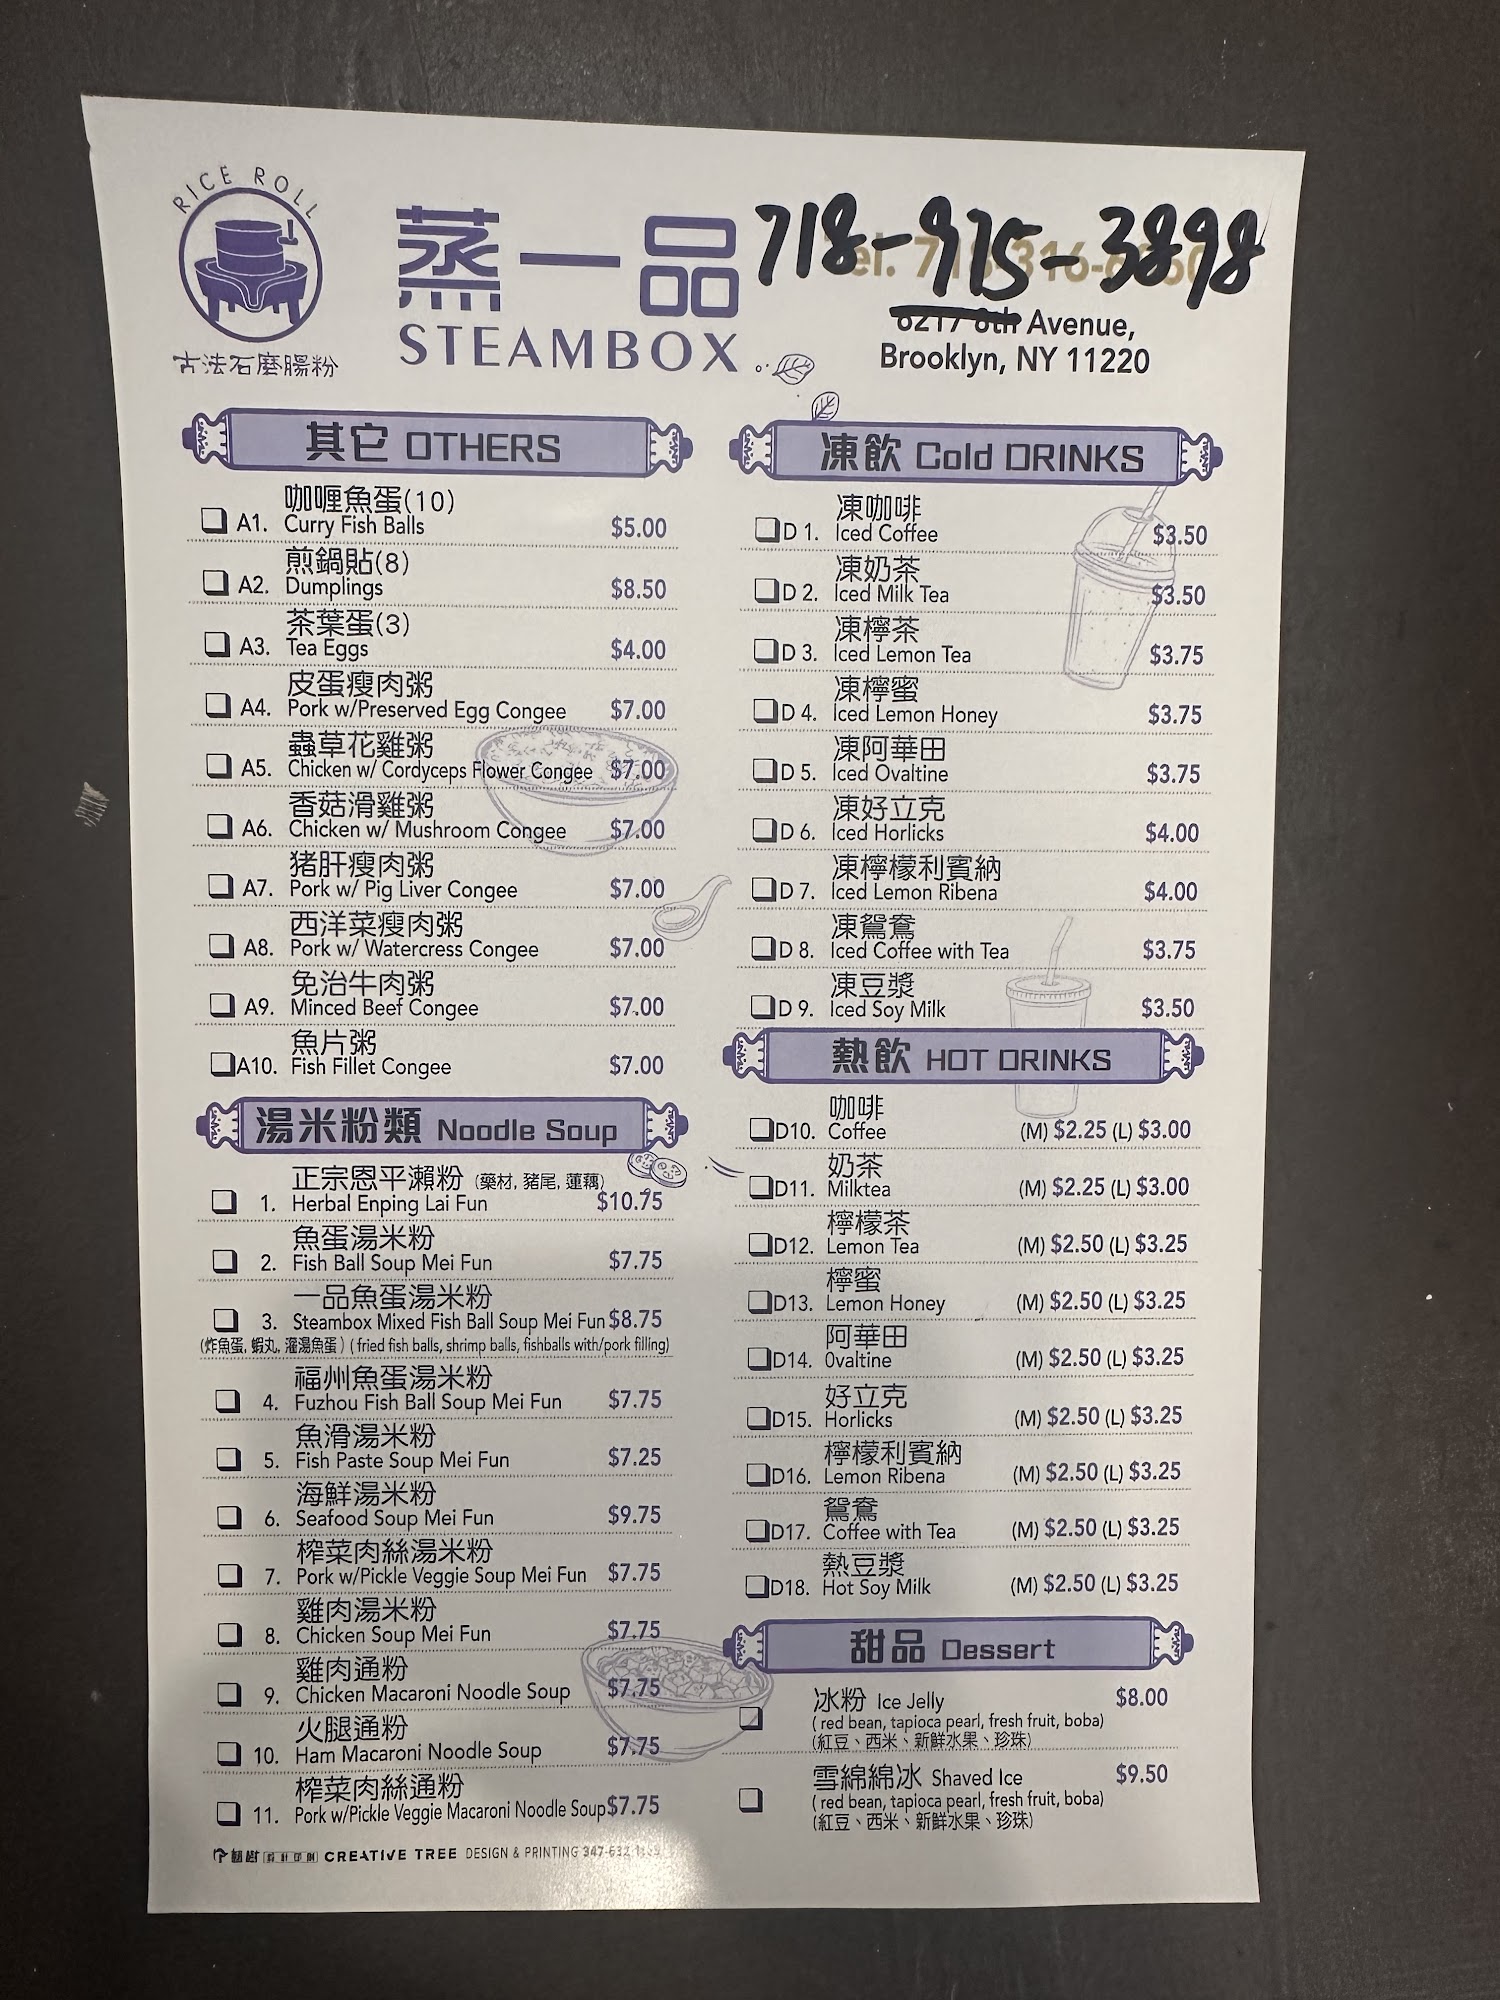 RICE ROLL
古法石磨腸粉
蒸一品
STEAMBOX
718-975-3898
Tel. 718-316-
6217 8th Avenue,
Brooklyn, NY 11220
其它 OTHERS
咖喱魚蛋(10)
A1. Curry Fish Balls $5.00
煎鍋貼(8)
A2. Dumplings $8.50
茶葉蛋(3)
A3. Tea Eggs $4.00
皮蛋瘦肉粥
A4. Pork w/Preserved Egg Congee $7.00
蟲草花雞粥
A5. Chicken w/ Cordyceps Flower Congee $7.00
香菇滑雞粥
A6. Chicken w/ Mushroom Congee $7.00
猪肝瘦肉粥
A7. Pork w/ Pig Liver Congee $7.00
西洋菜瘦肉粥
A8. Pork w/ Watercress Congee $7.00
免治牛肉粥
A9. Minced Beef Congee $7.00
魚片粥
A10. Fish Fillet Congee $7.00
湯米粉類 Noodle Soup
正宗恩平瀨粉 (藥材, 豬尾, 蓮藕)
1. Herbal Enping Lai Fun $10.75
魚蛋湯米粉
2. Fish Ball Soup Mei Fun $7.75
一品魚蛋湯米粉
3. Steambox Mixed Fish Ball Soup Mei Fun $8.75
(炸魚蛋, 蝦丸, 灌湯魚蛋) ( fried fish balls, shrimp balls, fishballs with/pork filling)
福州魚蛋湯米粉
4. Fuzhou Fish Ball Soup Mei Fun $7.75
魚滑湯米粉
5. Fish Paste Soup Mei Fun $7.25
海鮮湯米粉
6. Seafood Soup Mei Fun $9.75
榨菜肉絲湯米粉
7. Pork w/Pickle Veggie Soup Mei Fun $7.75
雞肉湯米粉
8. Chicken Soup Mei Fun $7.75
雞肉通粉
9. Chicken Macaroni Noodle Soup $7.75
火腿通粉
10. Ham Macaroni Noodle Soup $7.75
榨菜肉絲通粉
11. Pork w/Pickle Veggie Macaroni Noodle Soup $7.75
CREATIVE TREE DESIGN & PRINTING 347-632-
凍飲 Cold DRINKS
凍咖啡
D 1. Iced Coffee $3.50
凍奶茶
D 2. Iced Milk Tea $3.50
凍檸茶
D 3. Iced Lemon Tea $3.75
凍檸蜜
D 4. Iced Lemon Honey $3.75
凍阿華田
D 5. Iced Ovaltine $3.75
凍好立克
D 6. Iced Horlicks $4.00
凍檸檬利賓納
D 7. Iced Lemon Ribena $4.00
凍鴛鴦
D 8. Iced Coffee with Tea $3.75
凍豆漿
D 9. Iced Soy Milk $3.50
熱飲 HOT DRINKS
咖啡
D10. Coffee (M) $2.25 (L) $3.00
奶茶
D11. Milktea (M) $2.25 (L) $3.00
檸檬茶
D12. Lemon Tea (M) $2.50 (L) $3.25
檸蜜
D13. Lemon Honey (M) $2.50 (L) $3.25
阿華田
D14. Ovaltine (M) $2.50 (L) $3.25
好立克
D15. Horlicks (M) $2.50 (L) $3.25
檸檬利賓納
D16. Lemon Ribena (M) $2.50 (L) $3.25
鴛鴦
D17. Coffee with Tea (M) $2.50 (L) $3.25
熱豆漿
D18. Hot Soy Milk (M) $2.50 (L) $3.25
甜品 Dessert
冰粉 Ice Jelly $8.00
( red bean, tapioca pearl, fresh fruit, boba)
(紅豆、西米、新鮮水果、珍珠)
雪綿綿冰 Shaved Ice $9.50
( red bean, tapioca pearl, fresh fruit, boba)
(紅豆、西米、新鮮水果、珍珠)